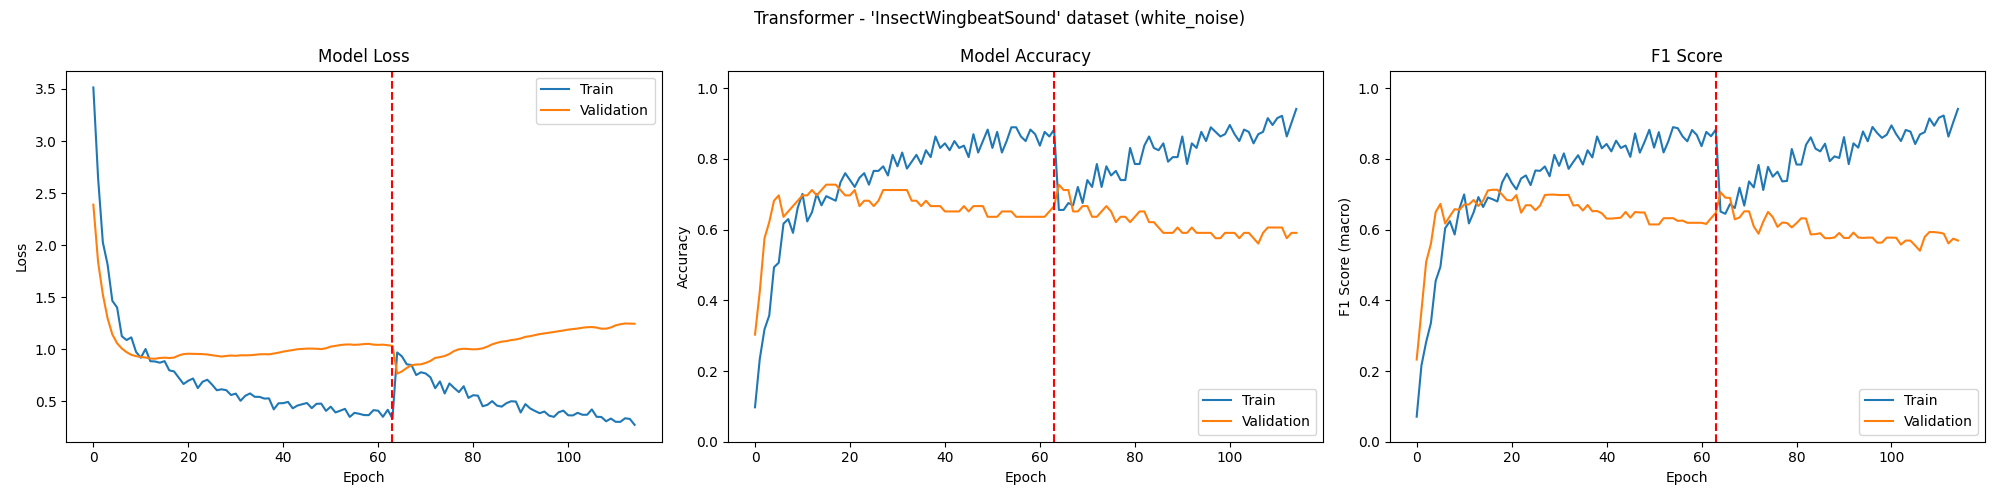 Transformer - 'InsectWingbeatSound' dataset (white_noise)
Model Loss
Loss
3.5
3.0
2.5
2.0
1.5
1.0
0.5
0 20 40 60 80 100
Epoch
Train
Validation
Model Accuracy
Accuracy
1.0
0.8
0.6
0.4
0.2
0.0
0 20 40 60 80 100
Epoch
Train
Validation
F1 Score
F1 Score (macro)
1.0
0.8
0.6
0.4
0.2
0.0
0 20 40 60 80 100
Epoch
Train
Validation